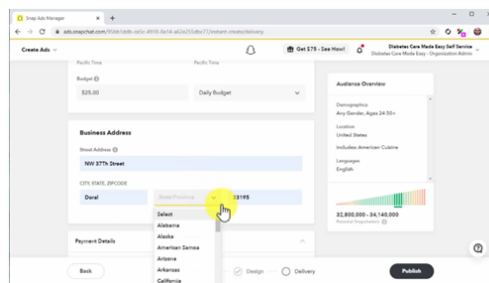 Snap Ads Manager
Create Ads
Get $75 - See How!
Diabetes Care Made Easy Self Service
Diabetes Care Made Easy - Organization Admin
Pacific Time
Pacific Time
Budget
$25.00
Daily Budget
Business Address
Street Address
NW 37Th Street
CITY, STATE, ZIPCODE
Doral
State/Province
Select
Alabama
Alaska
American Samoa
Arizona
Arkansas
California
Payment Details
Audience Overview
Demographics
Any Gender, Ages 24-50+
Location
United States
Includes: American Cuisine
Languages
English
32,800,000 - 34,140,000
Potential Snapchatters
Back
Design
Delivery
Publish